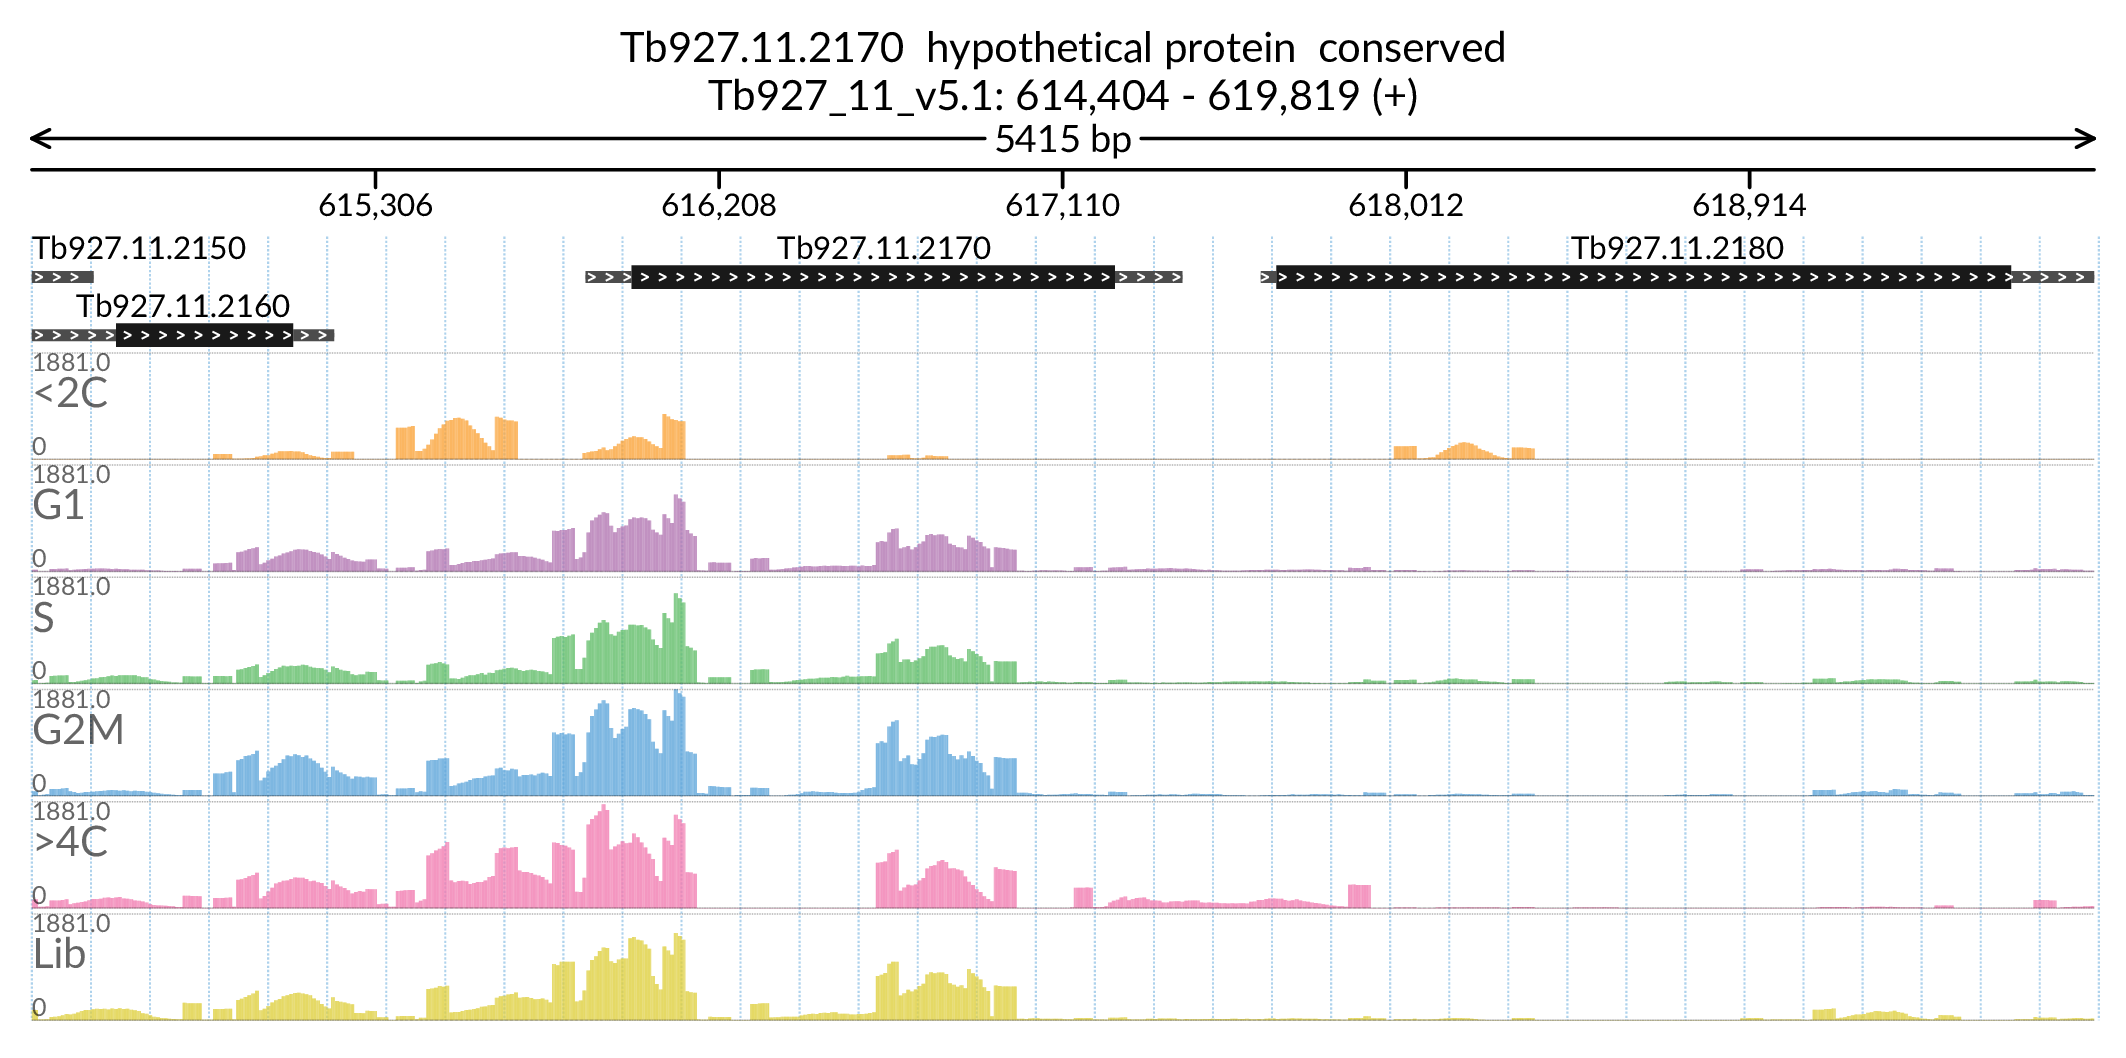 Tb927.11.2170 hypothetical protein conserved
Tb927_11_v5.1: 614,404 - 619,819 (+)
5415 bp
615,306 616,208 617,110 618,012 618,914
Tb927.11.2150 Tb927.11.2170 Tb927.11.2180
Tb927.11.2160
1881.0
<2C
0
1881.0
G1
0
1881.0
S
0
1881.0
G2M
0
1881.0
>4C
0
1881.0
Lib
0